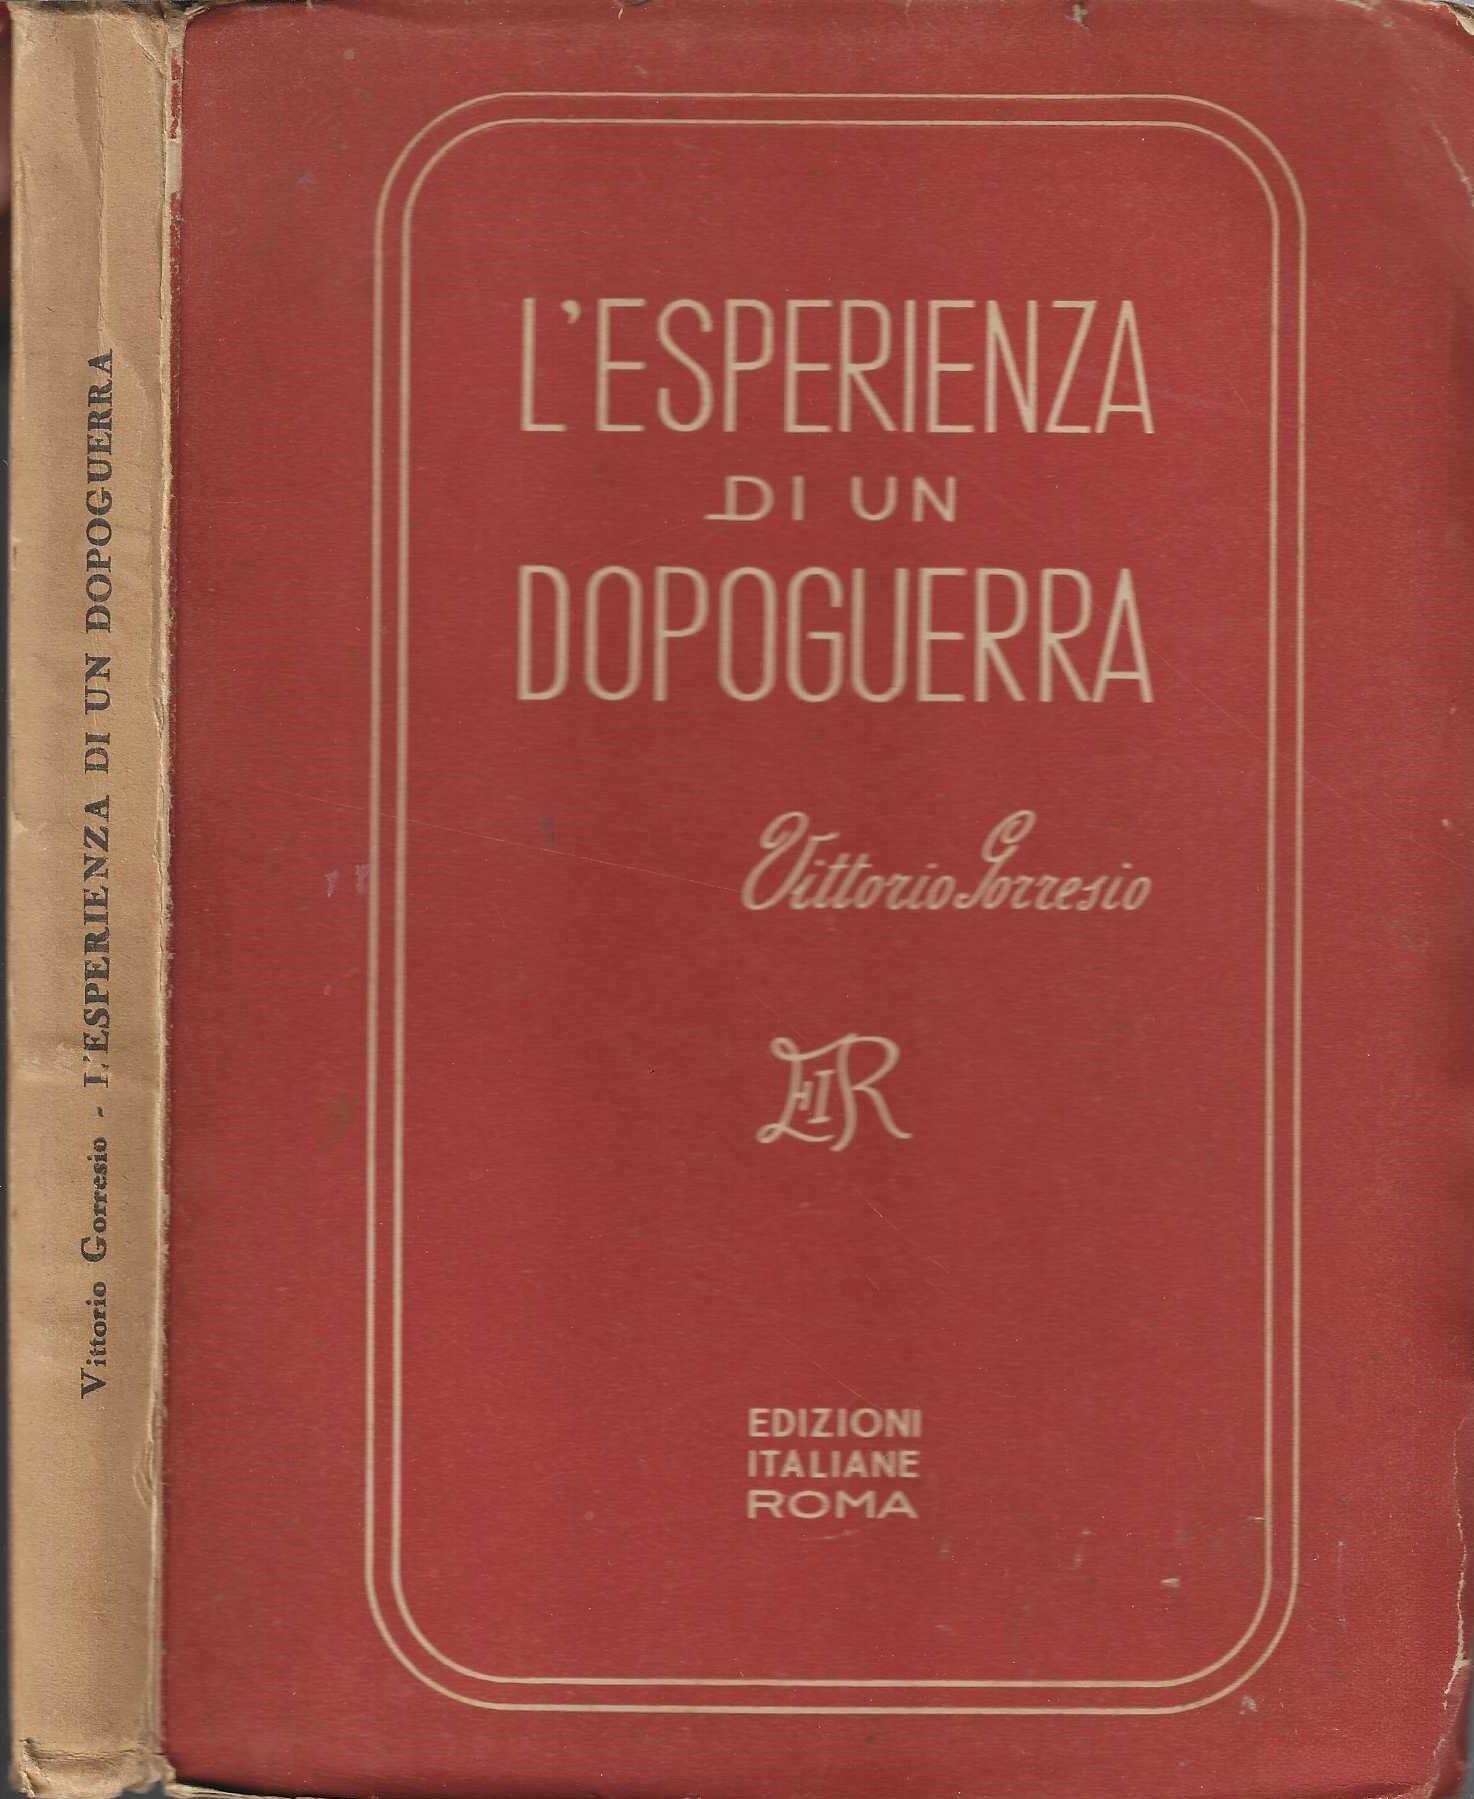 Vittorio Gorresio - L'ESPERIENZA DI UN DOPOGUERRA
L'ESPERIENZA
DI UN
DOPOGUERRA
Vittorio Gorresio
EIR
EDIZIONI
ITALIANE
ROMA